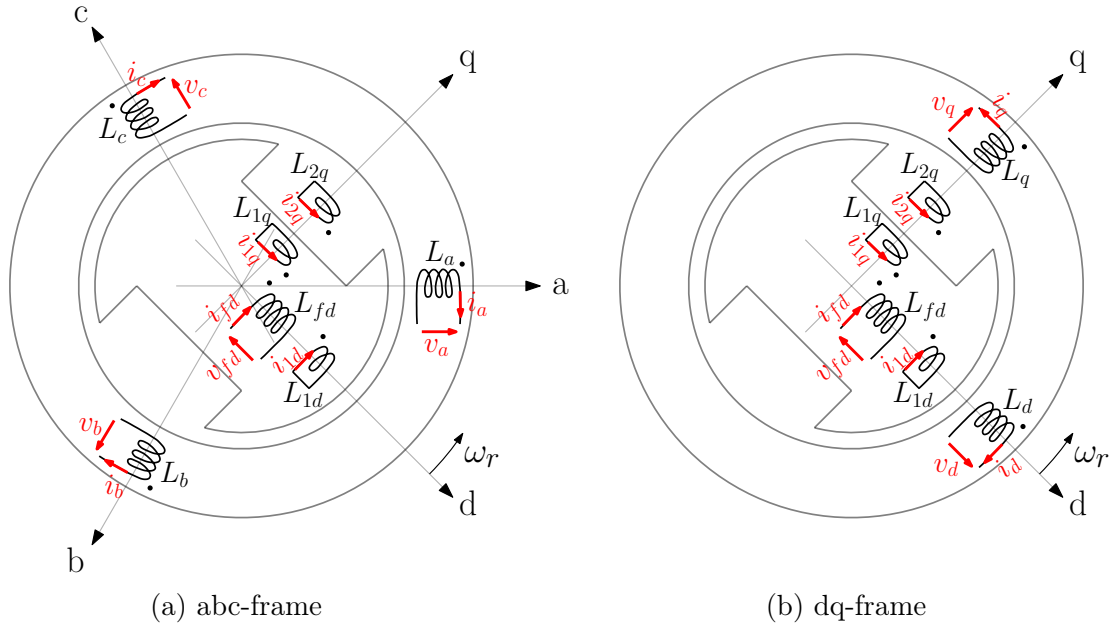 c
q
i_c
v_c
L_c
L_{2q}
i_{2q}
L_{1q}
i_{1q}
L_a
a
i_a
v_a
i_{fd}
L_{fd}
v_{fd}
i_{1d}
L_{1d}
v_b
L_b
i_b
ω_r
d
b
(a) abc-frame
q
v_q
i_q
L_q
L_{2q}
i_{2q}
L_{1q}
i_{1q}
i_{fd}
L_{fd}
v_{fd}
i_{1d}
L_{1d}
L_d
v_d
i_d
ω_r
d
(b) dq-frame